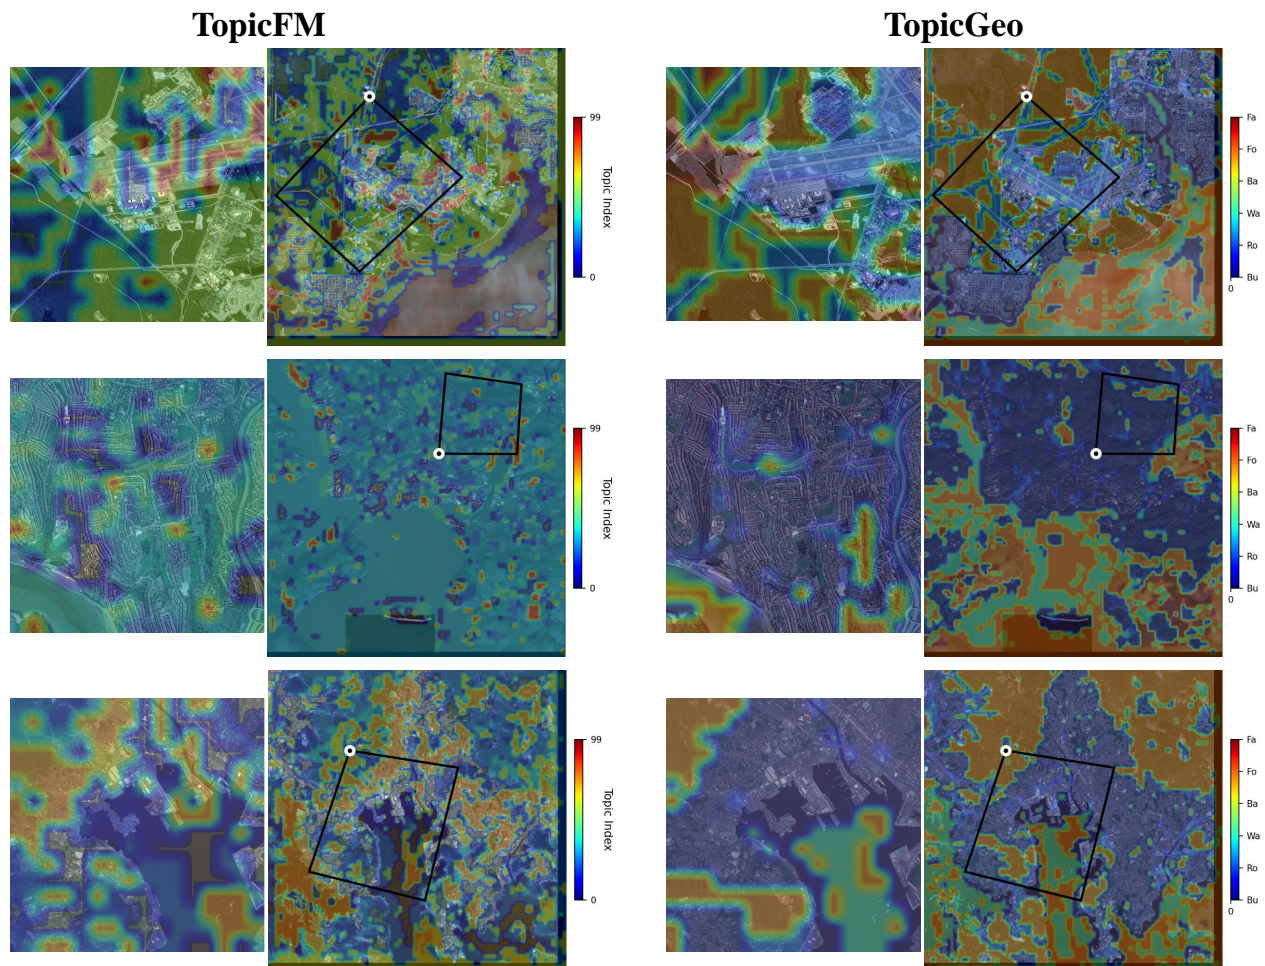 TopicFM
TopicGeo
99
Topic Index
0
Fa
Fo
Ba
Wa
Ro
Bu
0
99
Topic Index
0
Fa
Fo
Ba
Wa
Ro
Bu
0
99
Topic Index
0
Fa
Fo
Ba
Wa
Ro
Bu
0